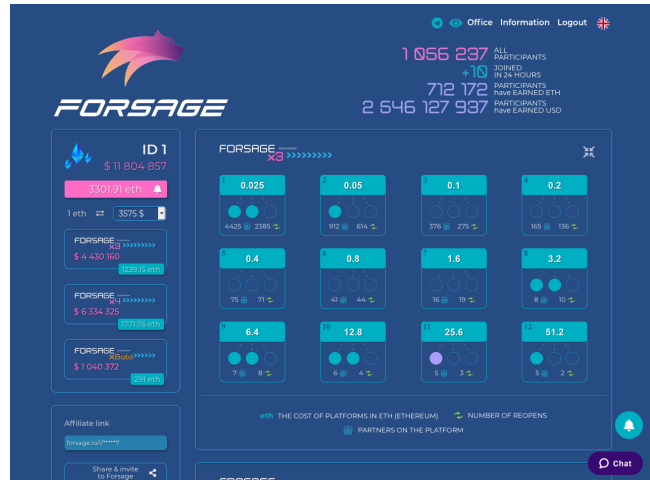 Office Information Logout
1 056 237 ALL PARTICIPANTS
+10 JOINED IN 24 HOURS
712 172 PARTICIPANTS have EARNED ETH
2 546 127 937 PARTICIPANTS have EARNED USD
FORSAGE
ID 1
$ 11 804 857
3301.91 eth
1 eth 3575 $
FORSAGE x3
$ 4 430 160
1239.15 eth
FORSAGE x4
$ 6 334 325
1771.76 eth
FORSAGE xGold
$ 1 040 372
291 eth
Affiliate link
forsage.io/i/******/
Share & invite
to Forsage
FORSAGE x3
1 0.025 2 0.05 3 0.1 4 0.2
4425 2385 912 614 376 275 165 136
5 0.4 6 0.8 7 1.6 8 3.2
75 71 41 44 16 19 8 10
9 6.4 10 12.8 11 25.6 12 51.2
7 8 6 4 5 3 5 2
eth THE COST OF PLATFORMS IN ETH (ETHEREUM) NUMBER OF REOPENS
PARTNERS ON THE PLATFORM
Chat